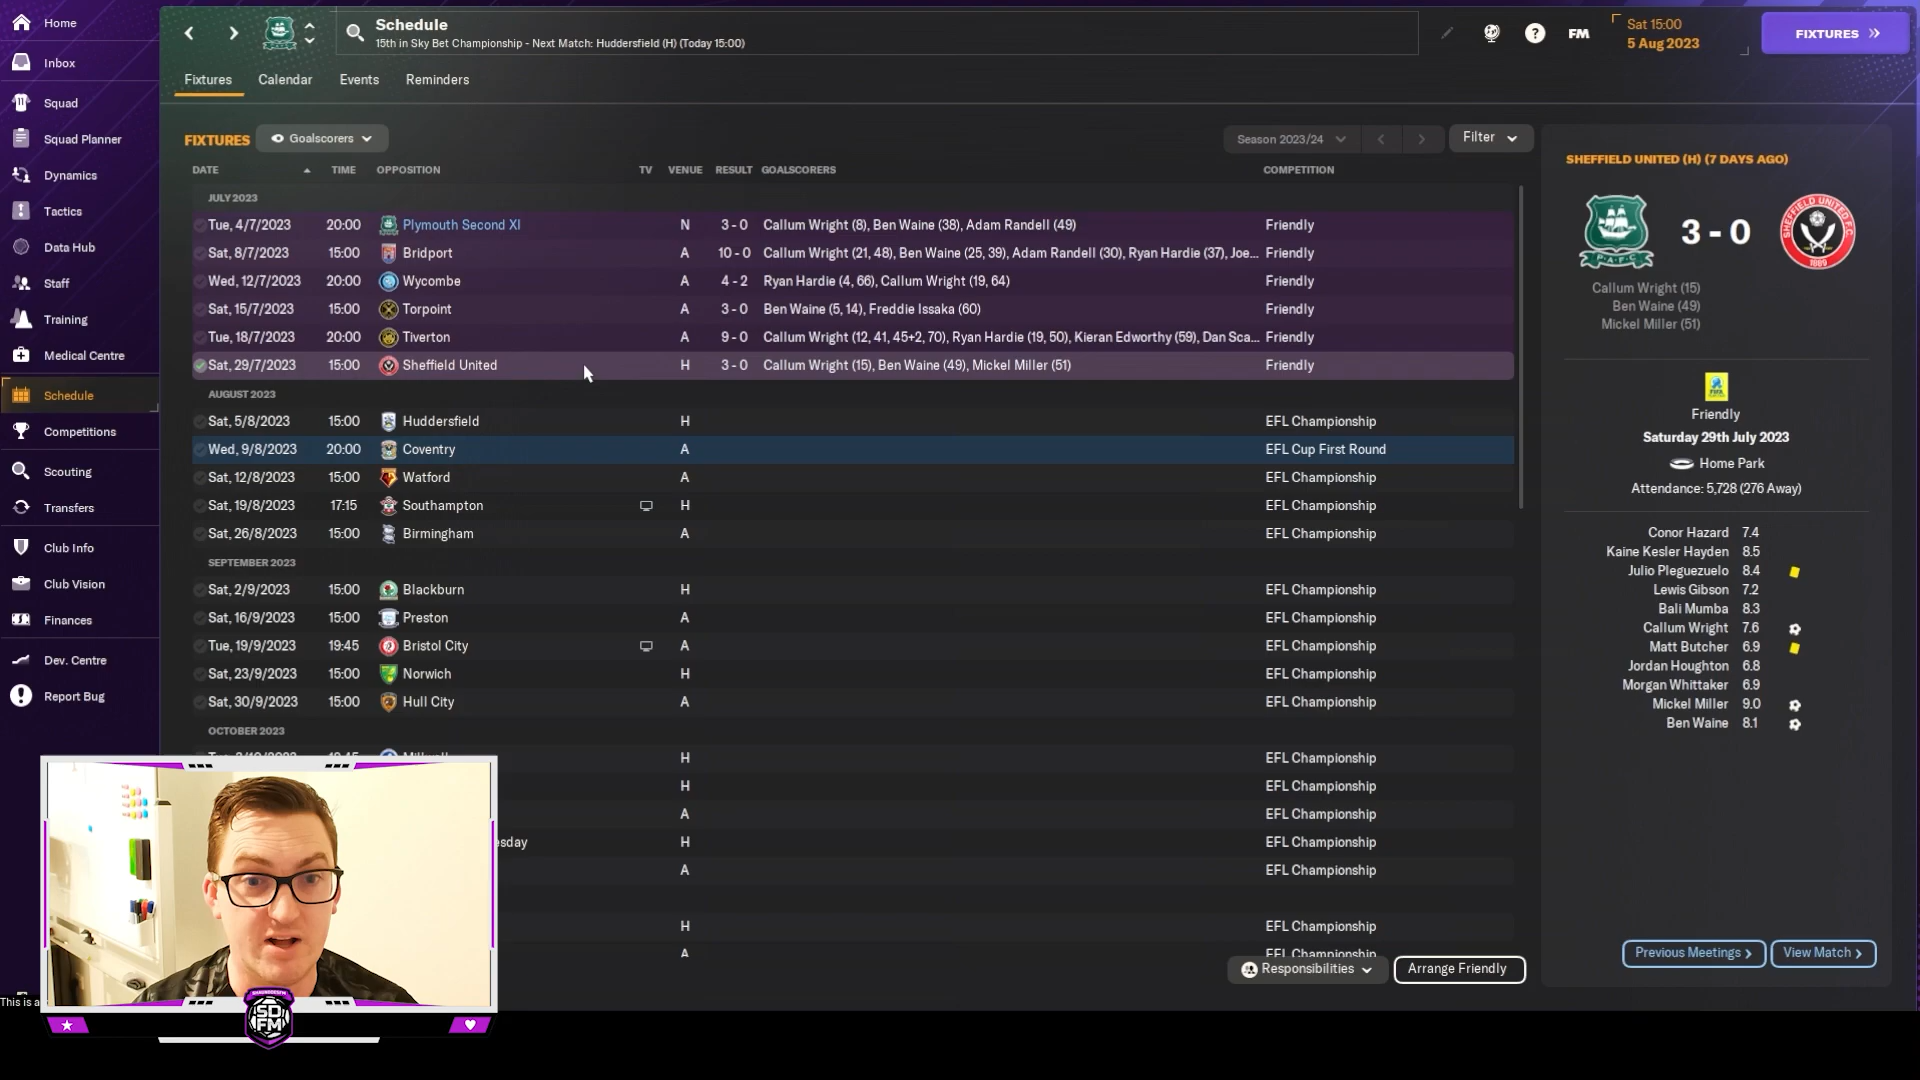 Home
Inbox
Squad
Squad Planner
Dynamics
Tactics
Data Hub
Staff
Training
Medical Centre
Schedule
Competitions
Scouting
Transfers
Club Info
Club Vision
Finances
Dev. Centre
Report Bug
Schedule
15th in Sky Bet Championship - Next Match: Huddersfield (H) (Today 15:00)
FM
Sat 15:00
5 Aug 2023
FIXTURES
Fixtures Calendar Events Reminders
FIXTURES Goalscorers Season 2023/24 Filter
DATE TIME OPPOSITION TV VENUE RESULT GOALSCORERS COMPETITION
JULY 2023
Tue, 4/7/2023 20:00 Plymouth Second XI N 3 - 0 Callum Wright (8), Ben Waine (38), Adam Randell (49) Friendly
Sat, 8/7/2023 15:00 Bridport A 10 - 0 Callum Wright (21, 48), Ben Waine (25, 39), Adam Randell (30), Ryan Hardie (37), Joe... Friendly
Wed, 12/7/2023 20:00 Wycombe A 4 - 2 Ryan Hardie (4, 66), Callum Wright (19, 64) Friendly
Sat, 15/7/2023 15:00 Torpoint A 3 - 0 Ben Waine (5, 14), Freddie Issaka (60) Friendly
Tue, 18/7/2023 20:00 Tiverton A 9 - 0 Callum Wright (12, 41, 45+2, 70), Ryan Hardie (19, 50), Kieran Edworthy (59), Dan Sca... Friendly
Sat, 29/7/2023 15:00 Sheffield United H 3 - 0 Callum Wright (15), Ben Waine (49), Mickel Miller (51) Friendly
AUGUST 2023
Sat, 5/8/2023 15:00 Huddersfield H EFL Championship
Wed, 9/8/2023 20:00 Coventry A EFL Cup First Round
Sat, 12/8/2023 15:00 Watford A EFL Championship
Sat, 19/8/2023 17:15 Southampton H EFL Championship
Sat, 26/8/2023 15:00 Birmingham A EFL Championship
SEPTEMBER 2023
Sat, 2/9/2023 15:00 Blackburn H EFL Championship
Sat, 16/9/2023 15:00 Preston A EFL Championship
Tue, 19/9/2023 19:45 Bristol City A EFL Championship
Sat, 23/9/2023 15:00 Norwich H EFL Championship
Sat, 30/9/2023 15:00 Hull City A EFL Championship
OCTOBER 2023
H EFL Championship
H EFL Championship
A EFL Championship
esday H EFL Championship
A EFL Championship
H EFL Championship
A EFL Championship
Responsibilities Arrange Friendly
SHEFFIELD UNITED (H) (7 DAYS AGO)
3 - 0
P.A.F.C
SHEFFIELD UNITED F.C.
1889
Callum Wright (15)
Ben Waine (49)
Mickel Miller (51)
Friendly
Saturday 29th July 2023
Home Park
Attendance: 5,728 (276 Away)
Conor Hazard 7.4
Kaine Kesler Hayden 8.5
Julio Pleguezuelo 8.4
Lewis Gibson 7.2
Bali Mumba 8.3
Callum Wright 7.6
Matt Butcher 6.9
Jordan Houghton 6.8
Morgan Whittaker 6.9
Mickel Miller 9.0
Ben Waine 8.1
Previous Meetings View Match
This is a
SD
FM